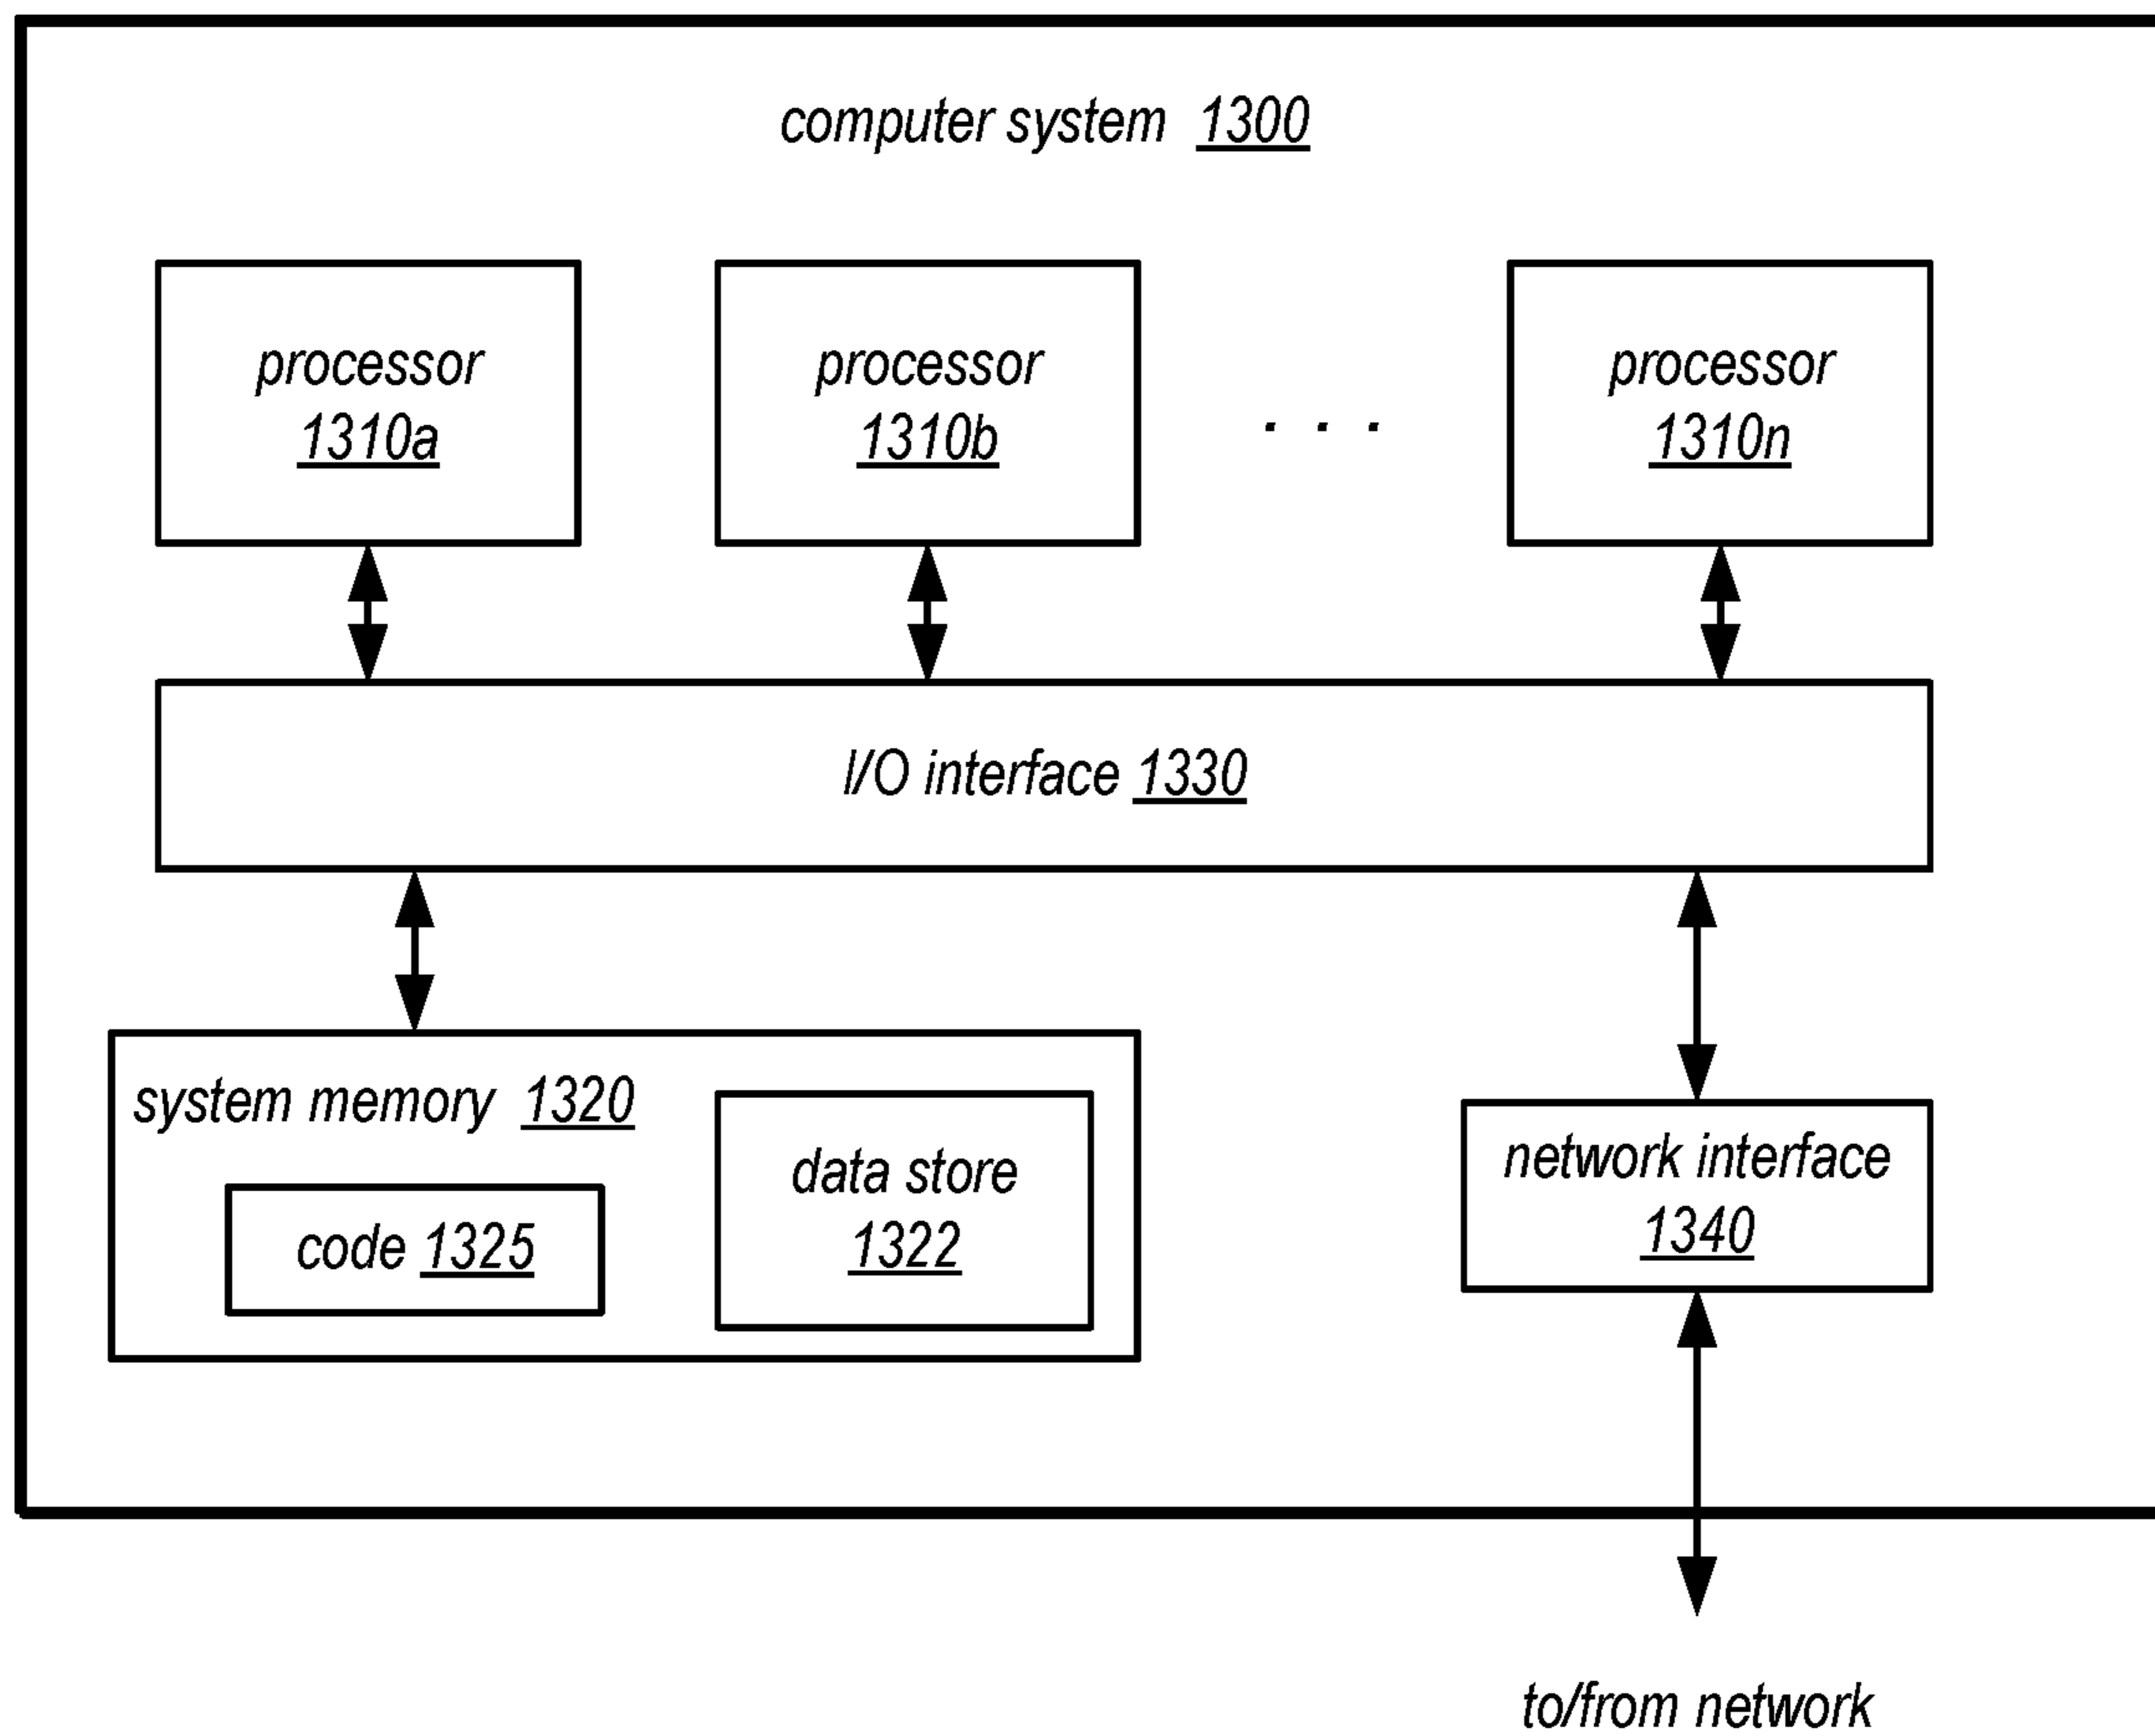 computer system 1300
processor
1310a
processor
1310b
. . .
processor
1310n
I/O interface 1330
system memory 1320
code 1325
data store
1322
network interface
1340
to/from network